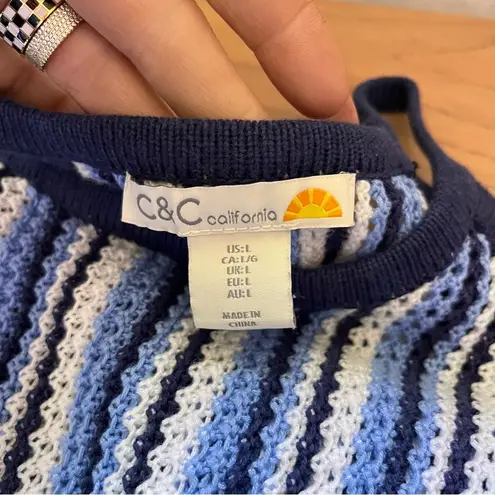 C&C california
US: L
CA: L/G
UK: L
EU: L
AU: L
MADE IN
CHINA